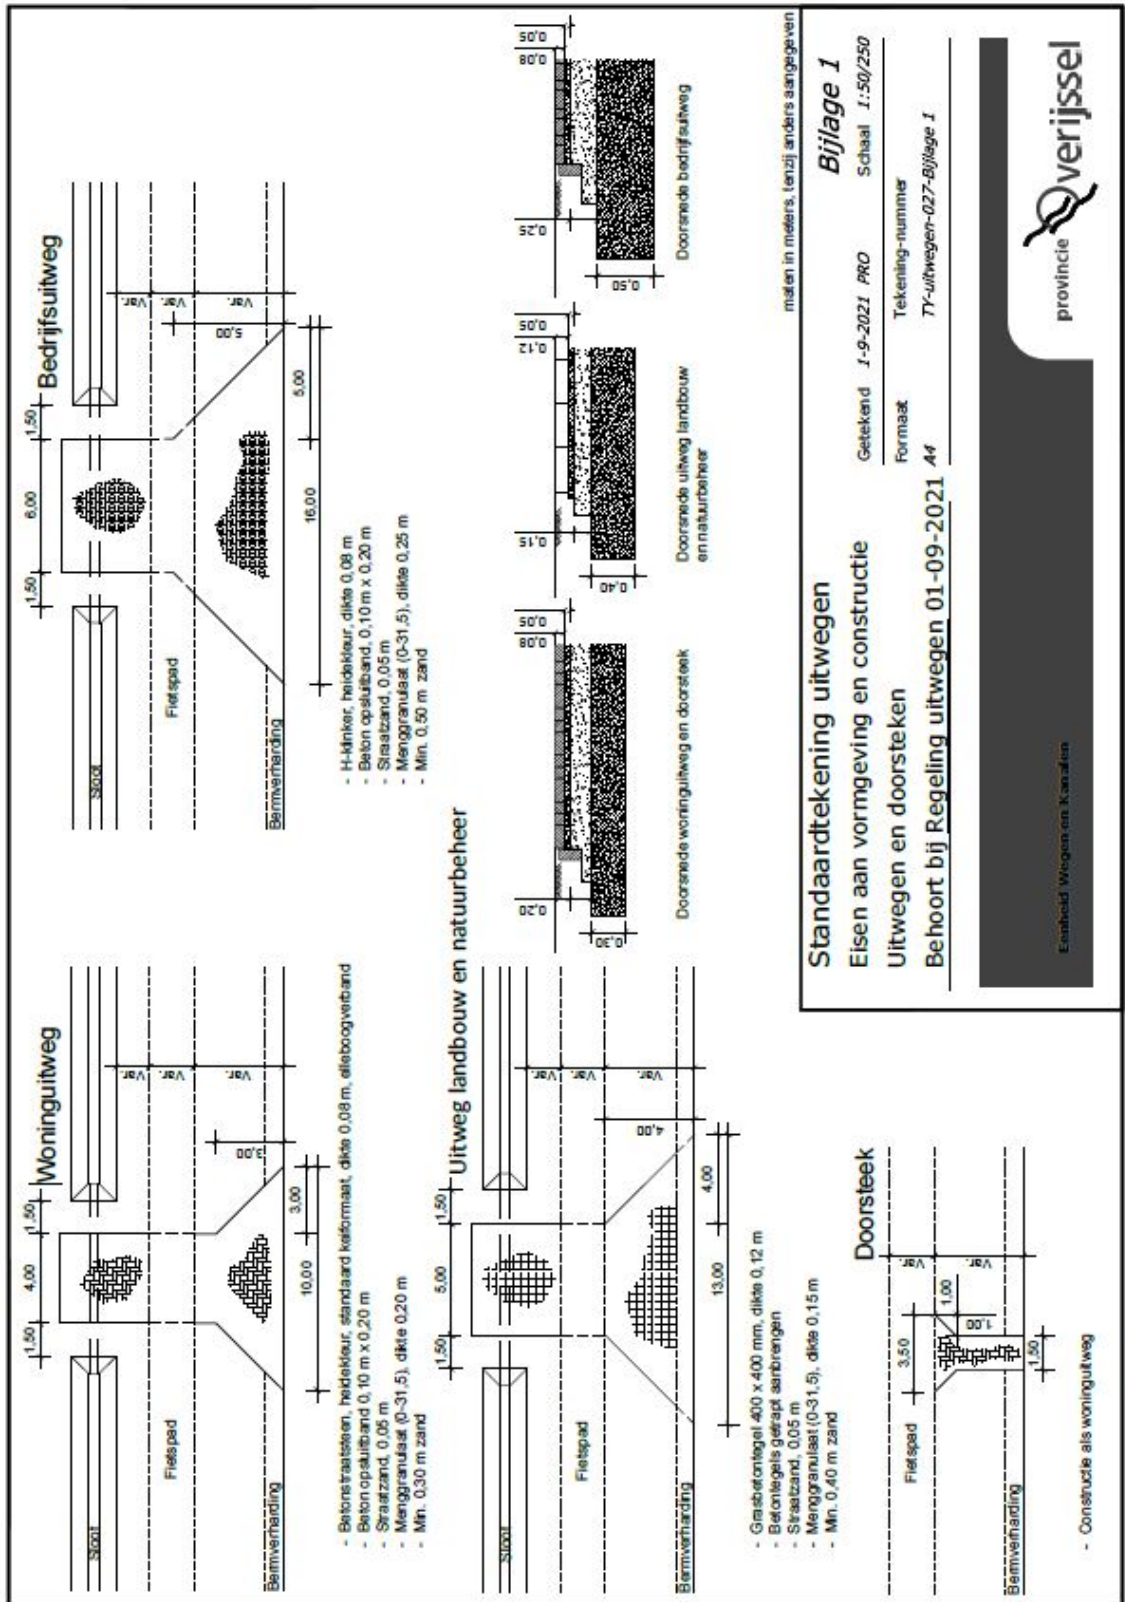 Woninguitweg
1,50
4,00
1,50
Sloot
Var.
Var.
Fietspad
Var.
3,00
Bermverharding
3,00
10,00
- Betonstraatsteen, heidekleur, standaard keiformaat, dikte 0,08 m, elleboogverband
- Beton opsluitband 0,10 m x 0,20 m
- Straatzand, 0,05 m
- Menggranulaat (0-31,5), dikte 0,20 m
- Min. 0,30 m zand
Bedrijfsuitweg
1,50
6,00
1,50
Sloot
Var.
Var.
Fietspad
Var.
5,00
Bermverharding
5,00
16,00
- H-klinker, heidekleur, dikte 0,08 m
- Beton opsluitband, 0,10 m x 0,20 m
- Straatzand, 0,05 m
- Menggranulaat (0-31,5), dikte 0,25 m
- Min. 0,50 m zand
Uitweg landbouw en natuurbeheer
1,50
5,00
1,50
Sloot
Var.
Var.
Fietspad
Var.
4,00
Bermverharding
4,00
13,00
- Grasbetontegel 400 x 400 mm, dikte 0,12 m
- Betontegels getrapt aanbrengen
- Straatzand, 0,05 m
- Menggranulaat (0-31,5), dikte 0,15 m
- Min. 0,40 m zand
0,20
0,30
0,08
0,05
Doorsnede woninguitweg en doorsteek
0,15
0,40
0,12
0,05
Doorsnede uitweg landbouw
en natuurbeheer
0,25
0,50
0,08
0,05
Doorsnede bedrijfsuitweg
Doorsteek
Fietspad
3,50
Var.
Var.
1,00
1,00
1,50
Bermverharding
- Constructie als woninguitweg
maten in meters, tenzij anders aangegeven
Standaardtekening uitwegen
Bijlage 1
Eisen aan vormgeving en constructie
Getekend 1-9-2021 PRO
Schaal 1:50/250
Uitwegen en doorsteken
Formaat
Tekening-nummer
Behoort bij Regeling uitwegen 01-09-2021
A4
TY-uitwegen-027-Bijlage 1
Eenheid Wegen en Kanalen
provincie Overijssel